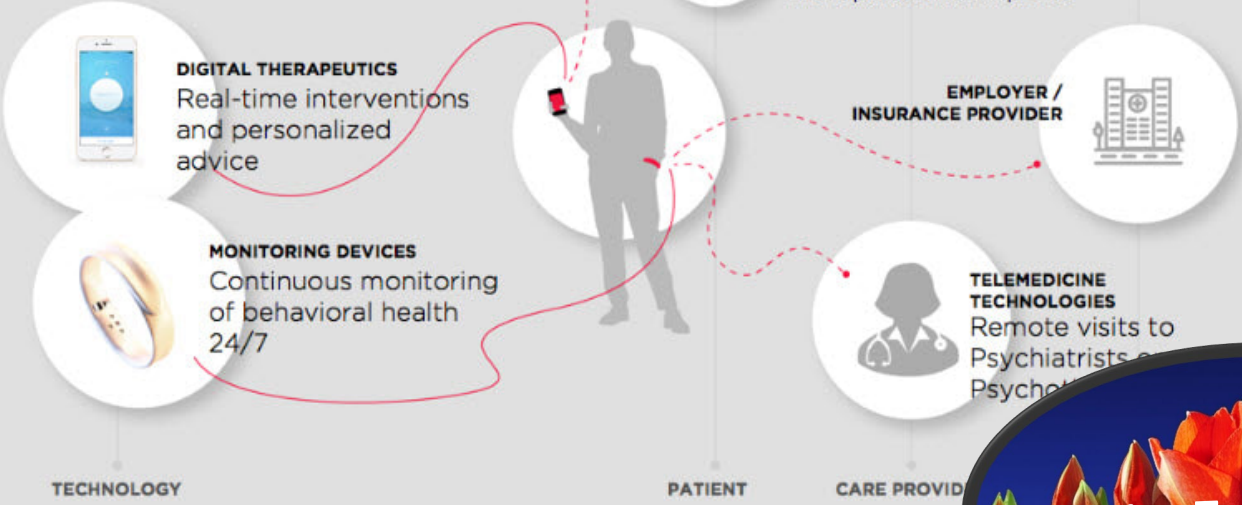 DIGITAL THERAPEUTICS
Real-time interventions
and personalized
advice
EMPLOYER /
INSURANCE PROVIDER
MONITORING DEVICES
Continuous monitoring
of behavioral health
24/7
TELEMEDICINE
TECHNOLOGIES
Remote visits to
Psychiatrists
TECHNOLOGY
PATIENT
CARE